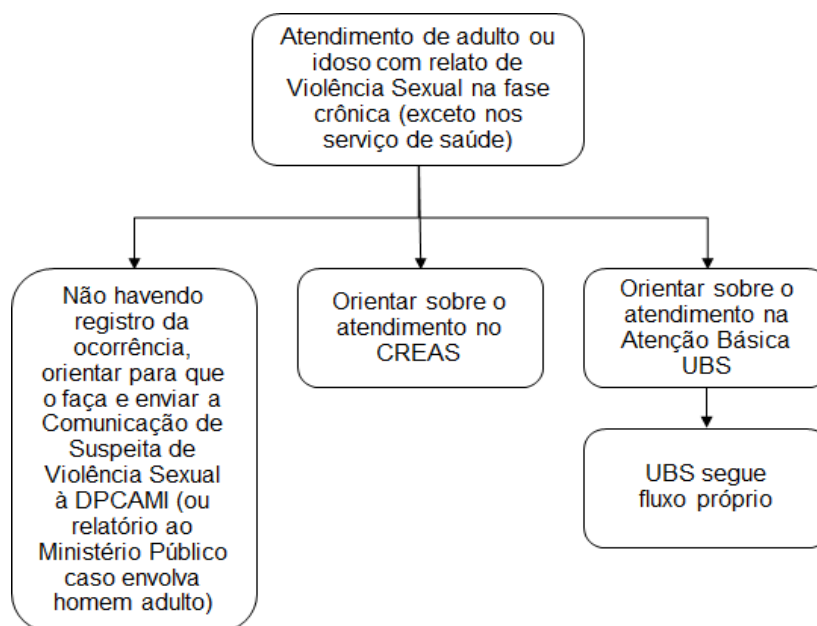 Atendimento de adulto ou
idoso com relato de
Violência Sexual na fase
crônica (exceto nos
serviço de saúde)
Não havendo
registro da
ocorrência,
orientar para que
o faça e enviar a
Comunicação de
Suspeita de
Violência Sexual
à DPCAMI (ou
relatório ao
Ministério Público
caso envolva
homem adulto)
Orientar sobre o
atendimento no
CREAS
Orientar sobre o
atendimento na
Atenção Básica
UBS
UBS segue
fluxo próprio